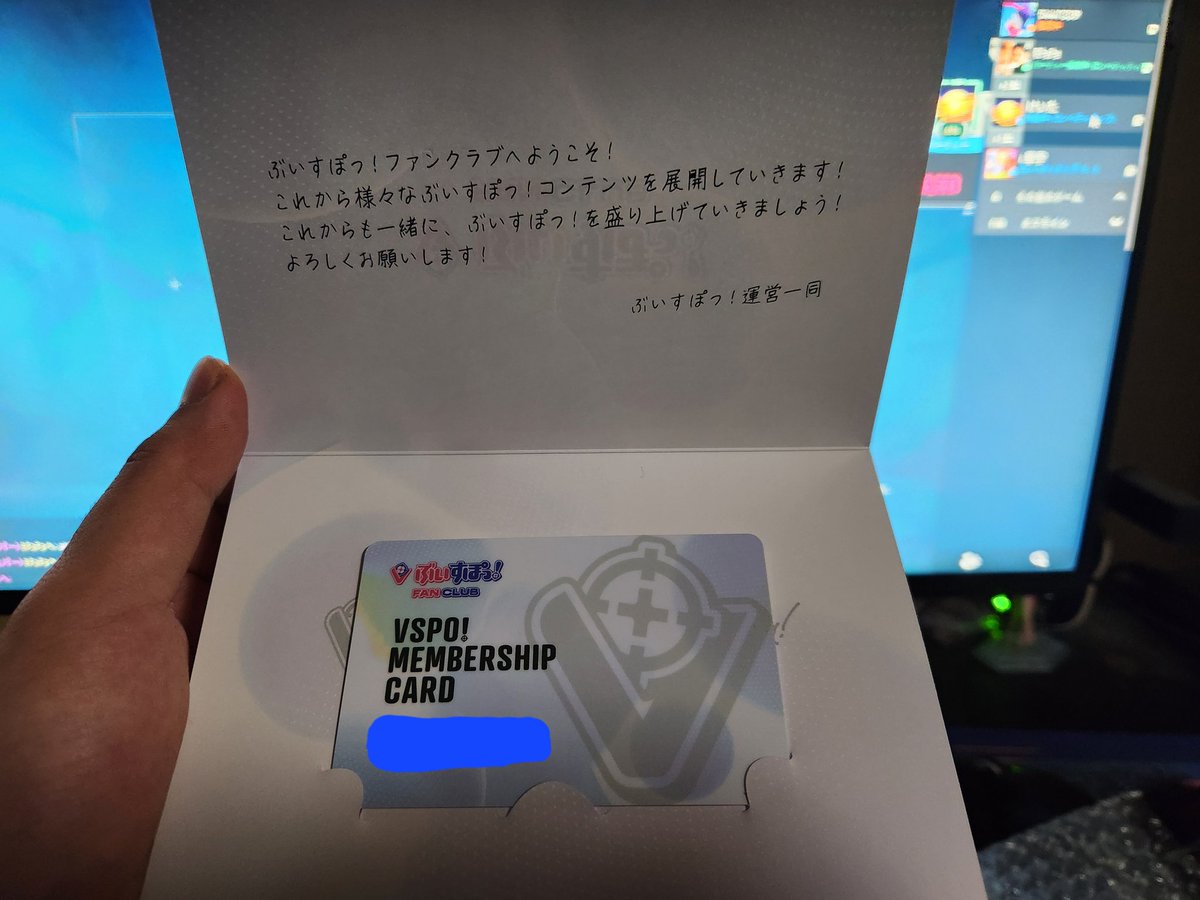 ぶいすぽっ！ファンクラブへようこそ！
これから様々なぶいすぽっ！コンテンツを展開していきます！
これからも一緒に、ぶいすぽっ！を盛り上げていきましょう！
よろしくお願いします！
ぶいすぽっ！運営一同
ぶいすぽっ！
FAN CLUB
VSPO!
MEMBERSHIP
CARD